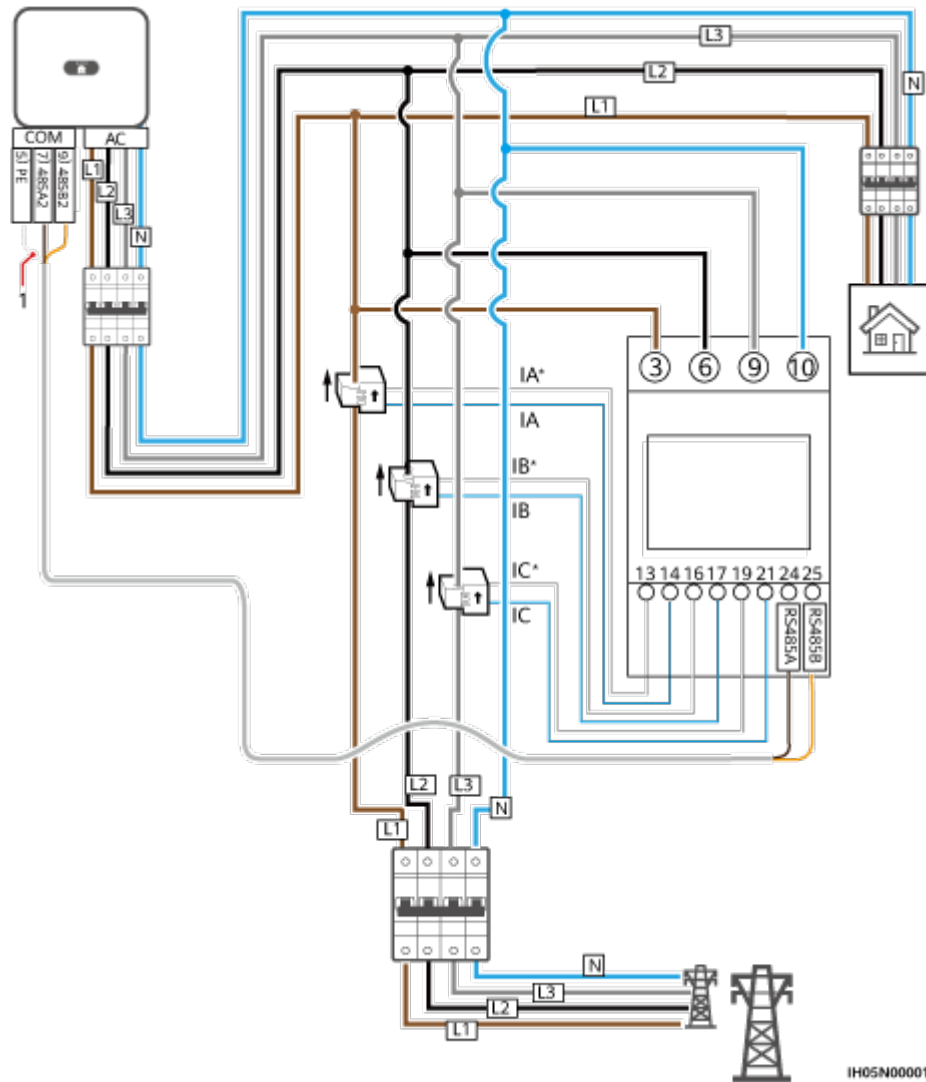 L3
L2
N
L1
COM
AC
5) PE
7) 485A2
9) 485B2
L1
L2
L3
N
1
3
6
9
10
IA*
IA
IB*
IB
IC*
IC
13 14 16 17 19 21 24 25
RS485A
RS485B
L2
L3
N
L1
N
L3
L2
L1
IH05N00001